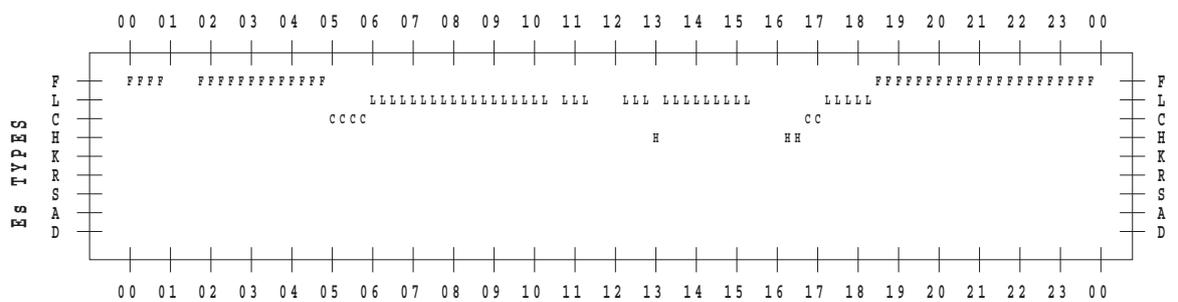 00 01 02 03 04 05 06 07 08 09 10 11 12 13 14 15 16 17 18 19 20 21 22 23 00
F FFFF FFFFFFFFFFFFF FFFFFFFFFFFFFFFFFFFFFF F
L LLLLLLLLLLLLLLLLLL LLL LLL LLLLLLLLL LLLLL L
C CCCC CC C
H H HH H
K K
R R
S S
A A
D D
Es TYPES
00 01 02 03 04 05 06 07 08 09 10 11 12 13 14 15 16 17 18 19 20 21 22 23 00